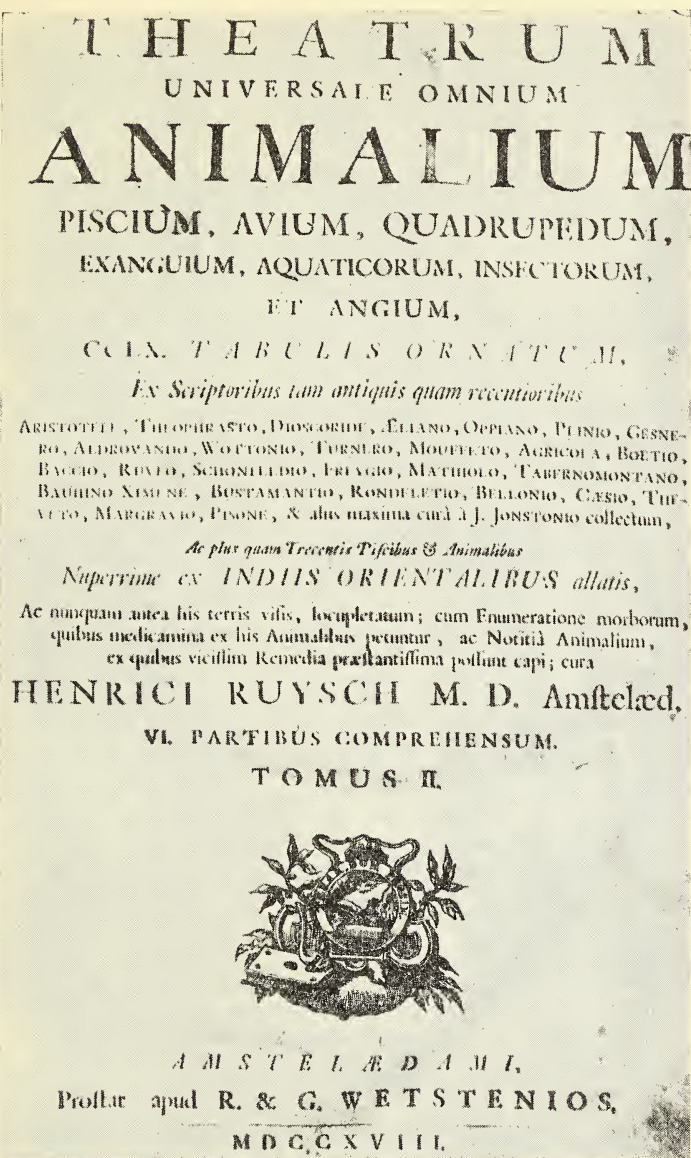 THEATRUM
UNIVERSALE OMNIUM
ANIMALIUM
PISCIUM, AVIUM, QUADRUPEDUM,
EXANGUIUM, AQUATICORUM, INSECTORUM,
ET ANGIUM,
CCLX. TABULIS ORNATUM,
Ex Scriptoribus tam antiquis quam recentioribus
ARISTOTELE, THEOPHRASTO, DIOSCORIDE, ÆLIANO, OPPIANO, PLINIO, GESNE-
RO, ALDROVANDO, WOTTONIO, TURNERO, MOUFFETO, AGRICOLA, BOETIO,
BACCIO, RUVEO, SCHONFELDIO, FREYGIO, MATHIOLO, TABERNOMONTANO,
BAUHINO XIMENE, BUSTAMANTIO, RONDELETIO, BELLONIO, CÆSIO, THE-
VETO, MARGRAVIO, PISONE, & aliis maxima curâ à J. JONSTONIO collectum,
Ac plus quam Trecentis Piscibus & Animalibus
Nuperrime ex INDIIS ORIENTALIBUS allatis,
Ac nunquam antea his terris visis, locupletatum; cum Enumeratione morborum,
quibus medicamina ex his Animalibus petuntur, ac Notitiâ Animalium,
ex quibus vicissim Remedia præstantissima possunt capi; cura
HENRICI RUYSCH M. D. Amstelæd.
VI. PARTIBUS COMPREHENSUM.
TOMUS II.
AMSTELÆDAMI,
Prostat apud R. & G. WETSTENIOS,
MDCCXVIII.